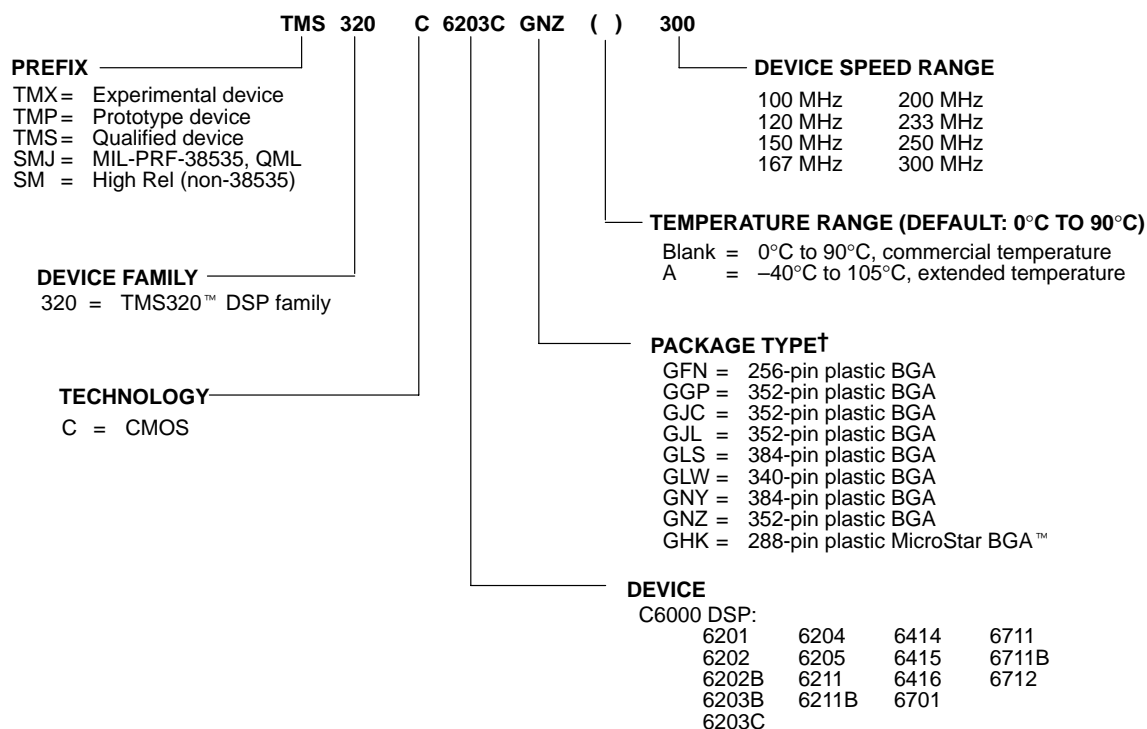 TMS 320 C 6203C GNZ ( ) 300
PREFIX
TMX = Experimental device
TMP = Prototype device
TMS = Qualified device
SMJ = MIL-PRF-38535, QML
SM = High Rel (non-38535)
DEVICE SPEED RANGE
100 MHz 200 MHz
120 MHz 233 MHz
150 MHz 250 MHz
167 MHz 300 MHz
TEMPERATURE RANGE (DEFAULT: 0°C TO 90°C)
Blank = 0°C to 90°C, commercial temperature
A = –40°C to 105°C, extended temperature
DEVICE FAMILY
320 = TMS320™ DSP family
PACKAGE TYPE†
GFN = 256-pin plastic BGA
GGP = 352-pin plastic BGA
GJC = 352-pin plastic BGA
GJL = 352-pin plastic BGA
GLS = 384-pin plastic BGA
GLW = 340-pin plastic BGA
GNY = 384-pin plastic BGA
GNZ = 352-pin plastic BGA
GHK = 288-pin plastic MicroStar BGA™
TECHNOLOGY
C = CMOS
DEVICE
C6000 DSP:
6201 6204 6414 6711
6202 6205 6415 6711B
6202B 6211 6416 6712
6203B 6211B 6701
6203C